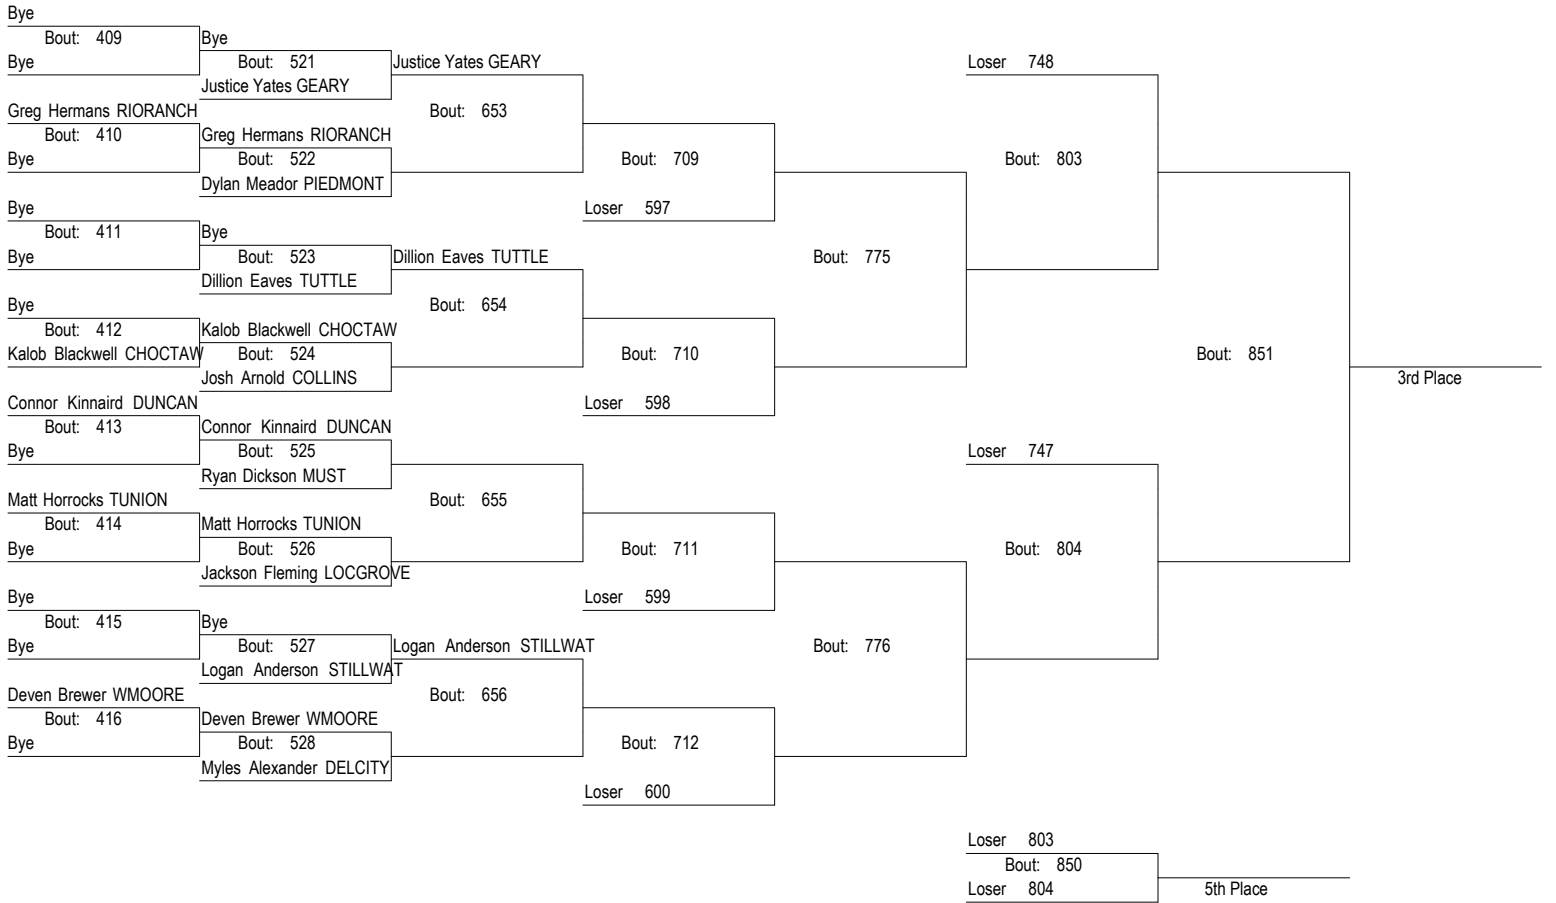 Bye
Bout: 409
Bye
Bye
Bout: 521
Justice Yates GEARY
Justice Yates GEARY
Loser 748
Greg Hermans RIORANCH
Bout: 410
Bye
Greg Hermans RIORANCH
Bout: 522
Dylan Meador PIEDMONT
Bout: 653
Bout: 709
Loser 597
Bout: 803
Bye
Bout: 411
Bye
Bye
Bout: 523
Dillion Eaves TUTTLE
Dillion Eaves TUTTLE
Bout: 775
Bye
Bout: 412
Kalob Blackwell CHOCTAW
Kalob Blackwell CHOCTAW
Bout: 524
Josh Arnold COLLINS
Bout: 654
Bout: 710
Loser 598
Bout: 851
3rd Place
Connor Kinnaird DUNCAN
Bout: 413
Bye
Connor Kinnaird DUNCAN
Bout: 525
Ryan Dickson MUST
Loser 747
Matt Horrocks TUNION
Bout: 414
Bye
Matt Horrocks TUNION
Bout: 526
Jackson Fleming LOCGROVE
Bout: 655
Bout: 711
Loser 599
Bout: 804
Bye
Bout: 415
Bye
Bye
Bout: 527
Logan Anderson STILLWAT
Logan Anderson STILLWAT
Bout: 776
Deven Brewer WMOORE
Bout: 416
Bye
Deven Brewer WMOORE
Bout: 528
Myles Alexander DELCITY
Bout: 656
Bout: 712
Loser 600
Loser 803
Bout: 850
Loser 804
5th Place